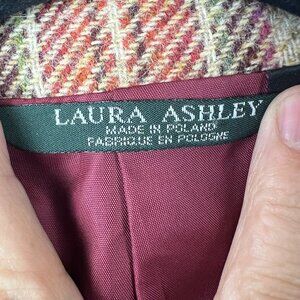 LAURA ASHLEY
MADE IN POLAND
FABRIQUE EN POLOGNE